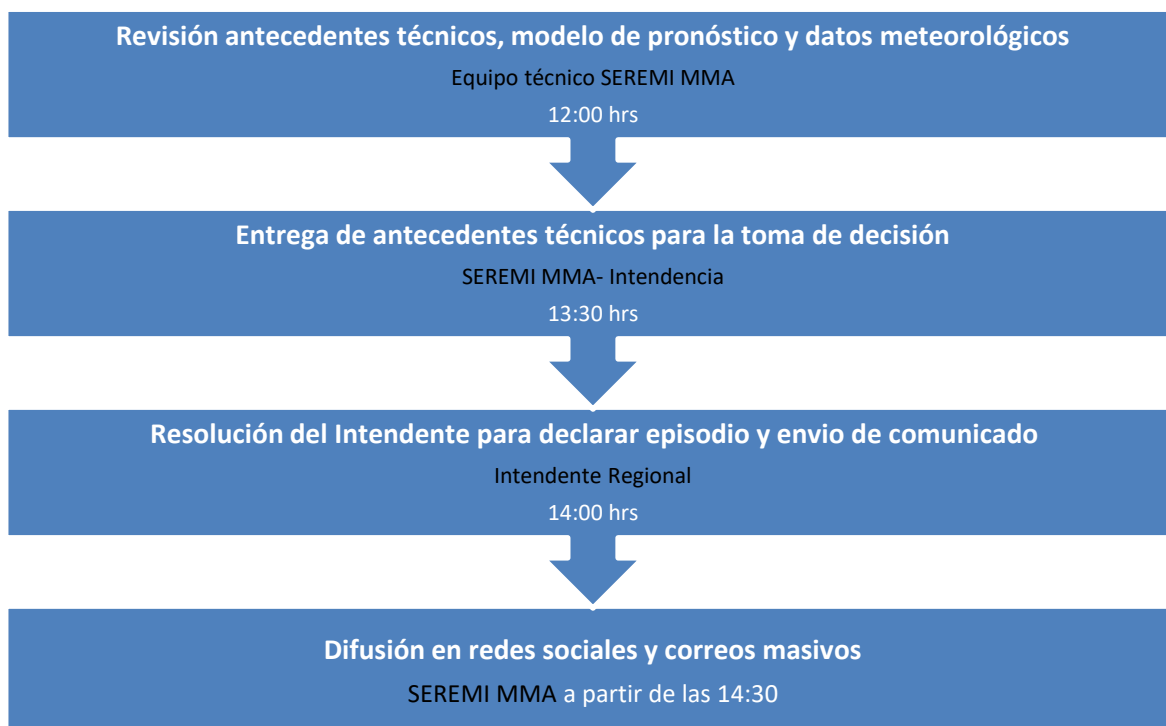 Revisión antecedentes técnicos, modelo de pronóstico y datos meteorológicos
Equipo técnico SEREMI MMA
12:00 hrs
Entrega de antecedentes técnicos para la toma de decisión
SEREMI MMA- Intendencia
13:30 hrs
Resolución del Intendente para declarar episodio y envio de comunicado
Intendente Regional
14:00 hrs
Difusión en redes sociales y correos masivos
SEREMI MMA a partir de las 14:30